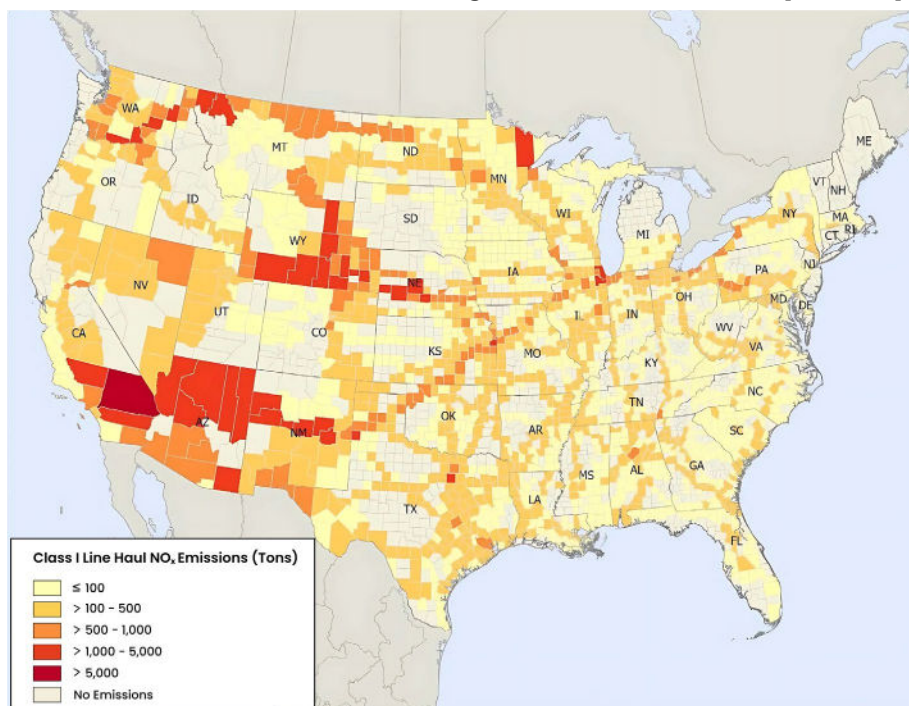 WA
MT
ND
MN
OR
ID
SD
WI
MI
NY
ME
VT
NH
MA
CT
RI
WY
NE
IA
PA
NJ
NV
UT
CO
IL
IN
OH
MD
DE
WV
CA
KS
MO
KY
VA
AZ
NM
OK
AR
TN
NC
SC
TX
LA
MS
AL
GA
FL
Class I Line Haul NOx Emissions (Tons)
≤ 100
> 100 - 500
> 500 - 1,000
> 1,000 - 5,000
> 5,000
No Emissions